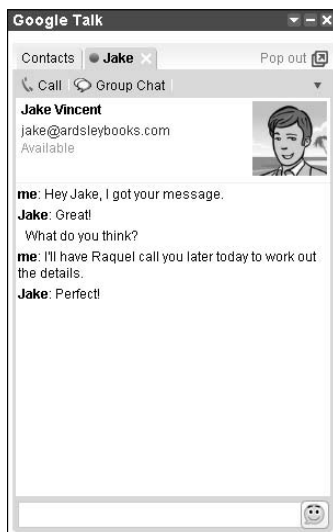 Google Talk
Contacts Jake Pop out
Call Group Chat
Jake Vincent
jake@ardsleybooks.com
Available
me: Hey Jake, I got your message.
Jake: Great!
What do you think?
me: I'll have Raquel call you later today to work out
the details.
Jake: Perfect!